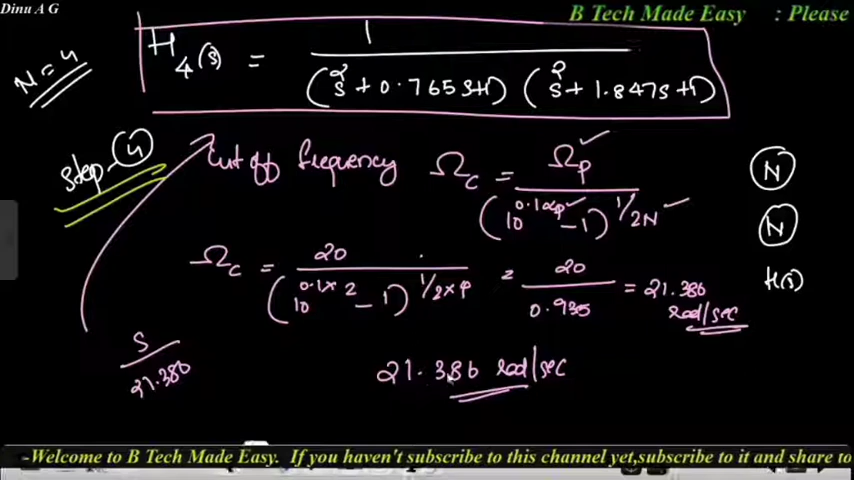 Dinu A G
B Tech Made Easy : Please
N=4
H₄(s) = 1 / (s² + 0.765s+1) (s² + 1.847s+1)
Step 4
Cut off frequency Ωc = Ωp / (10^0.1αp - 1)^1/2N
N
N
Ωc = 20 / (10^0.1×2 - 1)^1/2×4 = 20 / 0.935 = 21.386 rad/sec
H(s)
S / 21.386
21.386 rad/sec
-Welcome to B Tech Made Easy. If you haven't subscribe to this channel yet,subscribe to it and share to